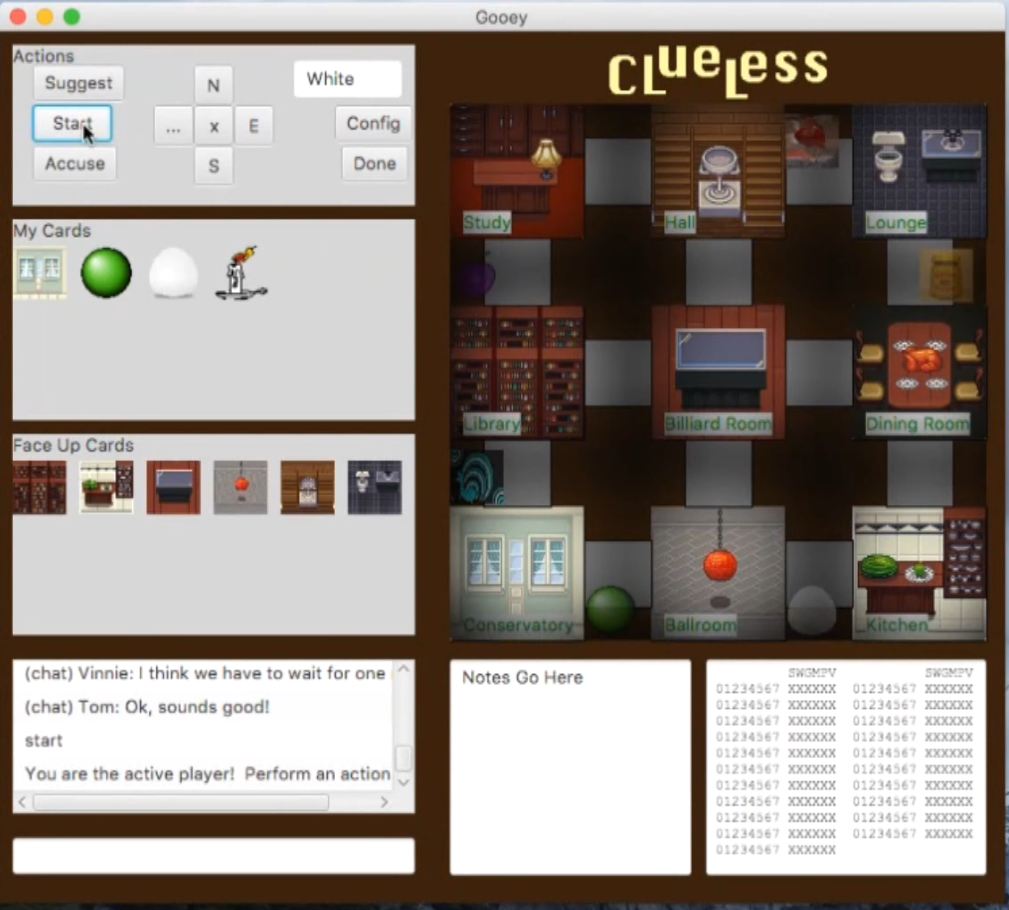 Gooey
CLueLess
Actions
Suggest
N
White
Start
...
x
E
Config
Accuse
S
Done
My Cards
Face Up Cards
Study
Hall
Lounge
Library
Billiard Room
Dining Room
Conservatory
Ballroom
Kitchen
(chat) Vinnie: I think we have to wait for one
(chat) Tom: Ok, sounds good!
start
You are the active player!  Perform an action
Notes Go Here
SWGMPV SWGMPV
01234567 XXXXXX 01234567 XXXXXX
01234567 XXXXXX 01234567 XXXXXX
01234567 XXXXXX 01234567 XXXXXX
01234567 XXXXXX 01234567 XXXXXX
01234567 XXXXXX 01234567 XXXXXX
01234567 XXXXXX 01234567 XXXXXX
01234567 XXXXXX 01234567 XXXXXX
01234567 XXXXXX 01234567 XXXXXX
01234567 XXXXXX 01234567 XXXXXX
01234567 XXXXXX 01234567 XXXXXX
01234567 XXXXXX